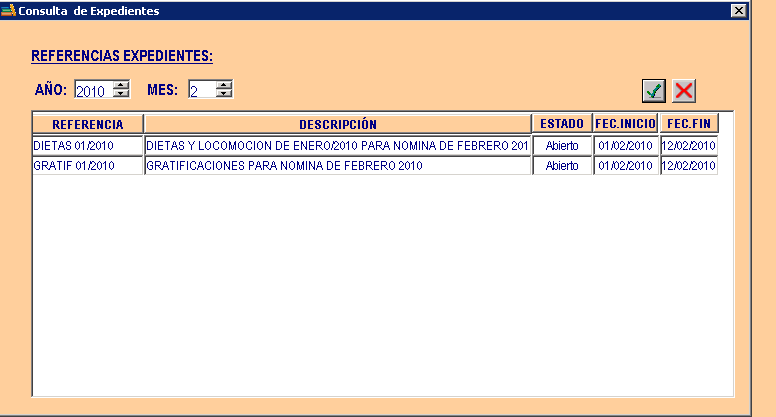 Consulta de Expedientes
REFERENCIAS EXPEDIENTES:
AÑO: 2010 MES: 2
REFERENCIA DESCRIPCIÓN ESTADO FEC.INICIO FEC.FIN
DIETAS 01/2010 DIETAS Y LOCOMOCION DE ENERO/2010 PARA NOMINA DE FEBRERO 201 Abierto 01/02/2010 12/02/2010
GRATIF 01/2010 GRATIFICACIONES PARA NOMINA DE FEBRERO 2010 Abierto 01/02/2010 12/02/2010